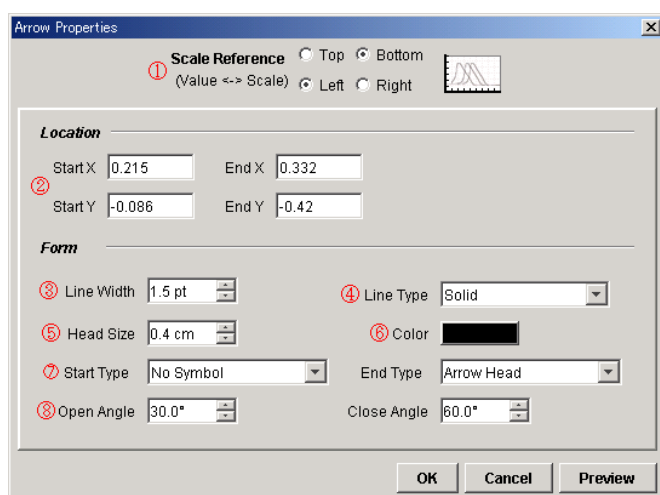 Arrow Properties
① Scale Reference Top Bottom
(Value <-> Scale) Left Right
Location
② Start X 0.215 End X 0.332
Start Y -0.086 End Y -0.42
Form
③ Line Width 1.5 pt ④ Line Type Solid
⑤ Head Size 0.4 cm ⑥ Color
⑦ Start Type No Symbol End Type Arrow Head
⑧ Open Angle 30.0° Close Angle 60.0°
OK Cancel Preview